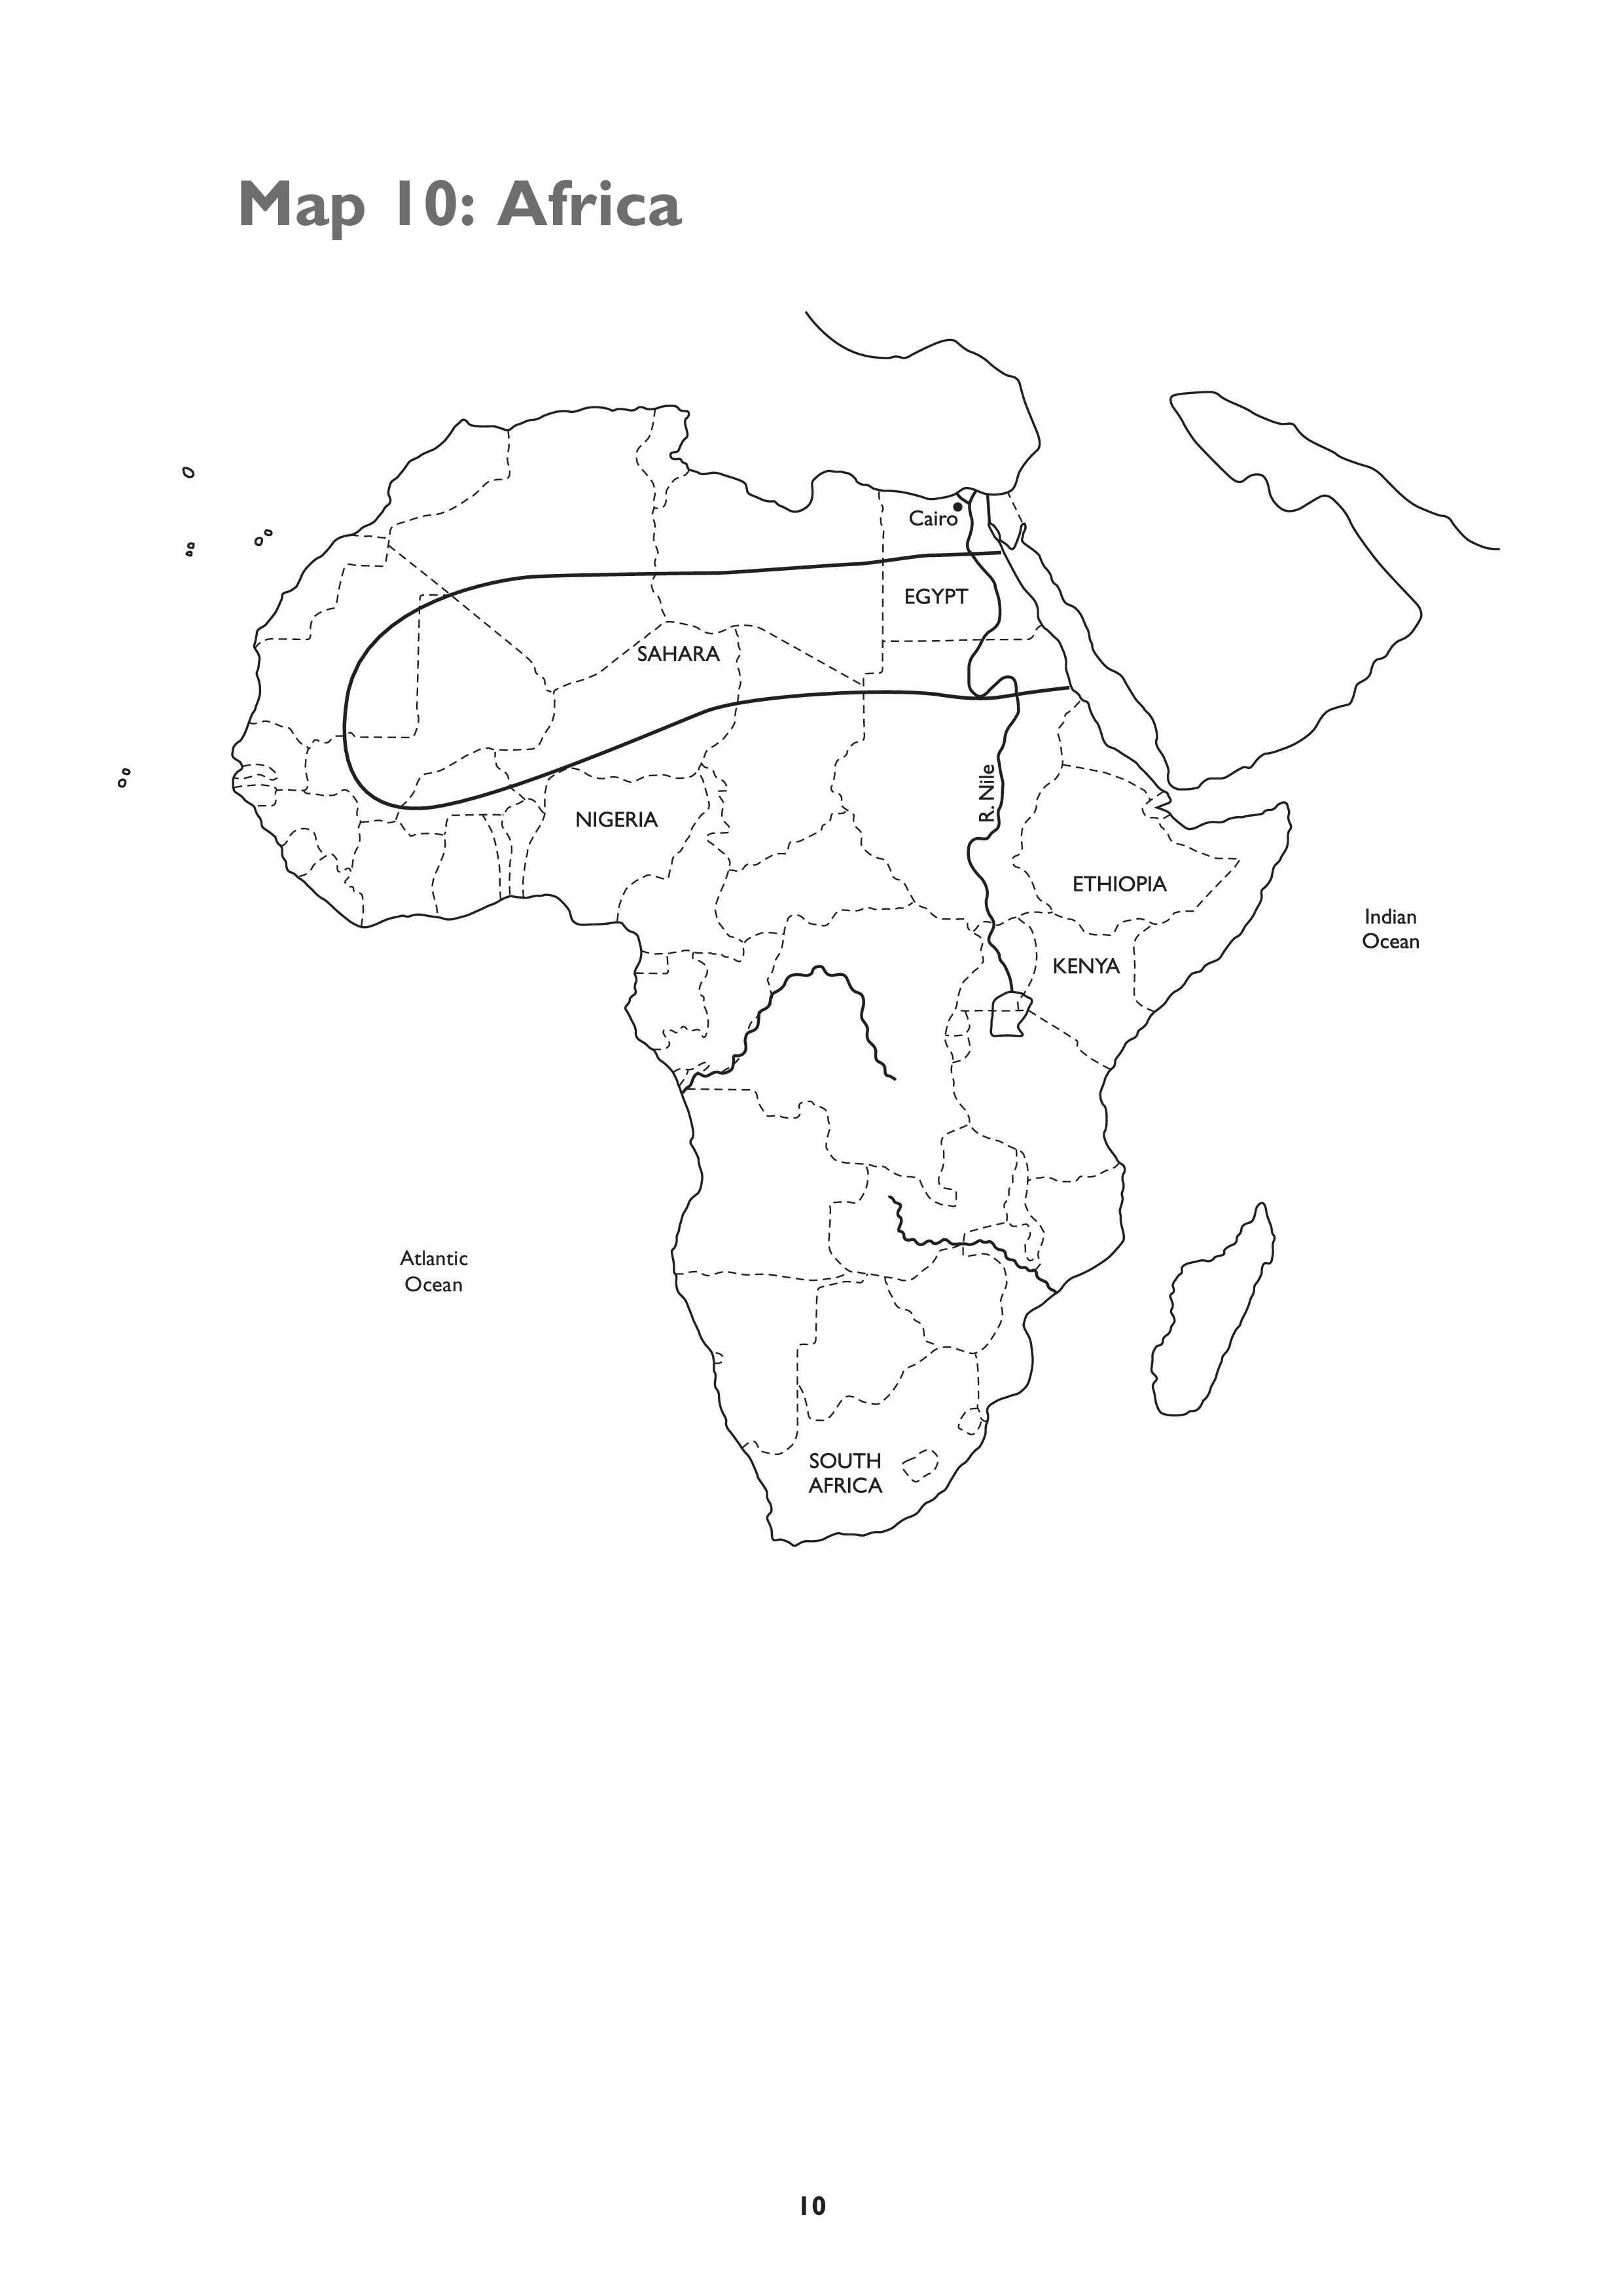 Map 10: Africa
Cairo
EGYPT
SAHARA
R. Nile
NIGERIA
ETHIOPIA
Indian
Ocean
KENYA
Atlantic
Ocean
SOUTH
AFRICA
10